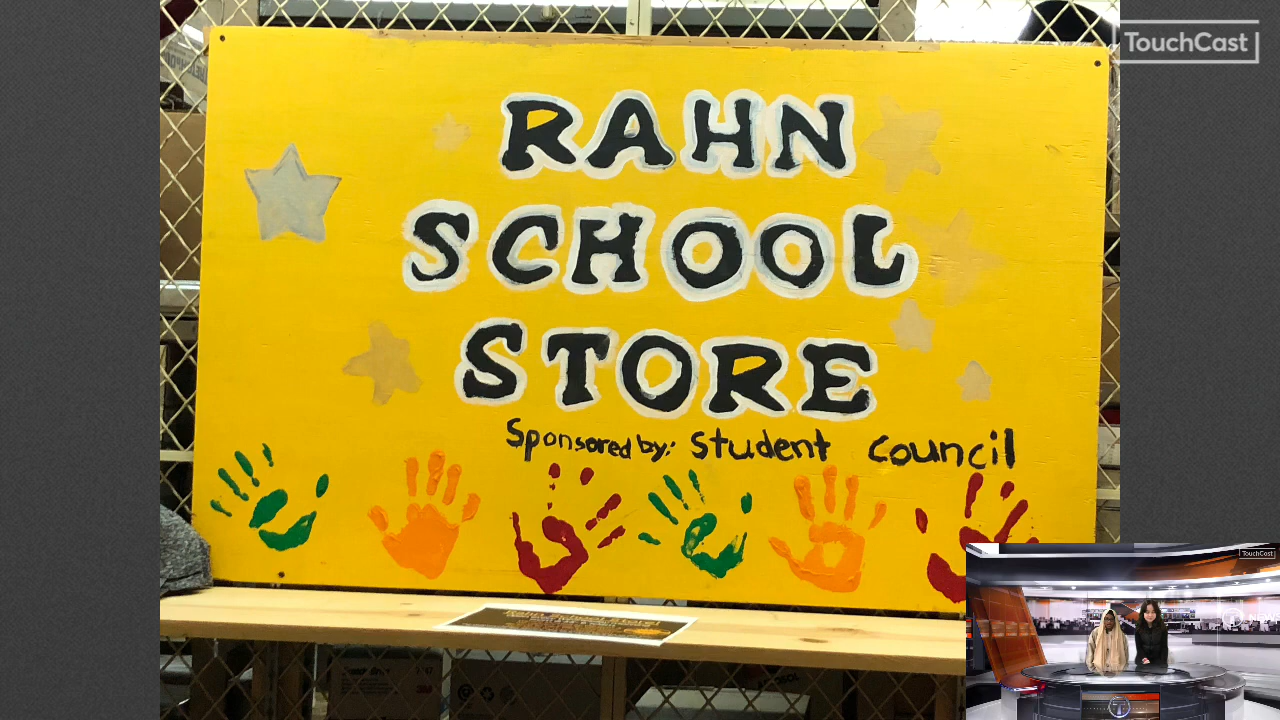 TouchCast
RAHN
SCHOOL
STORE
Sponsored by: Student Council
TouchCast